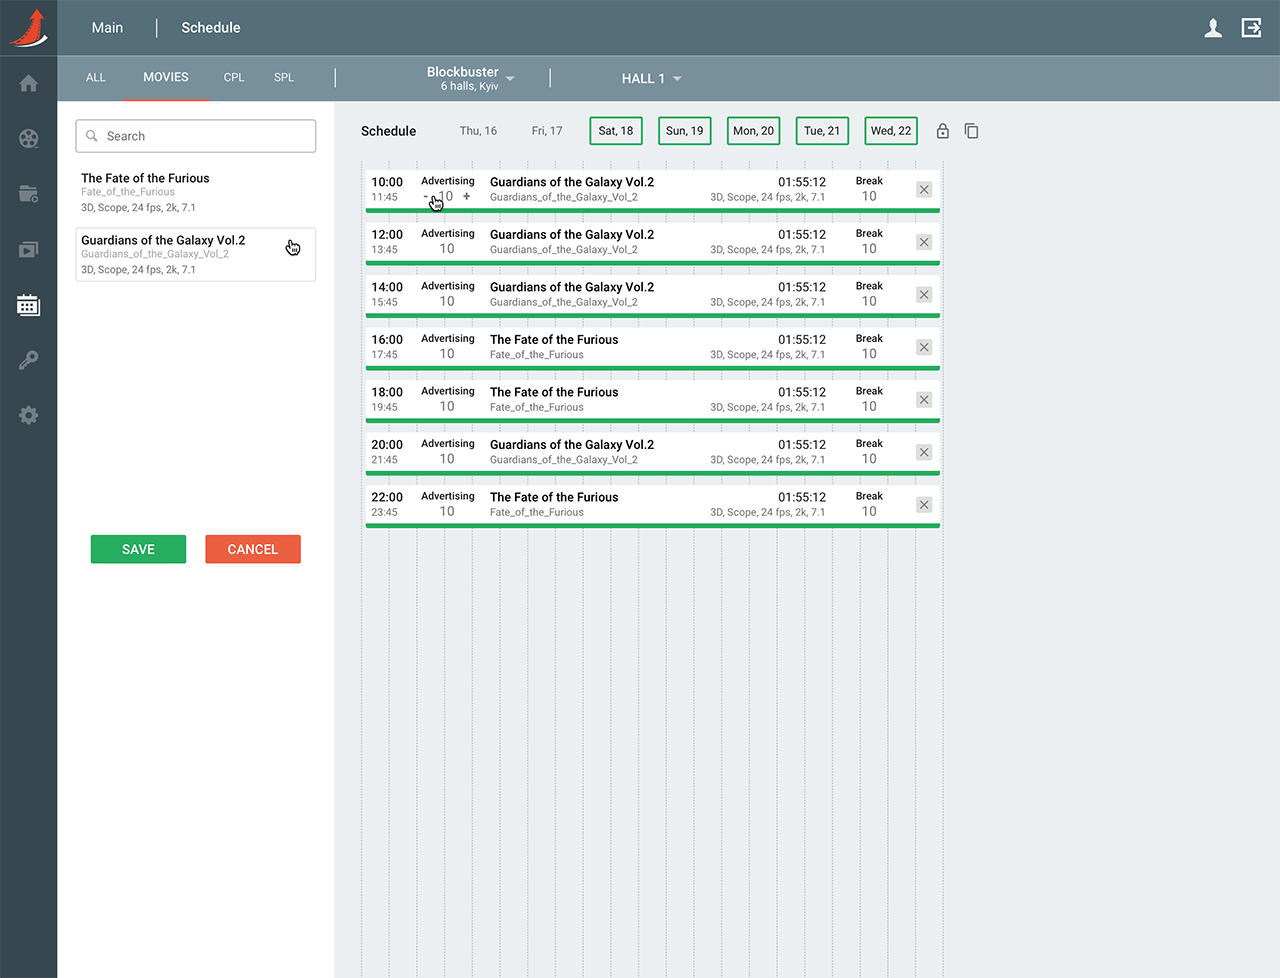 Main | Schedule
ALL MOVIES CPL SPL | Blockbuster | HALL 1
6 halls, Kyiv
Search
The Fate of the Furious
Fate_of_the_Furious
3D, Scope, 24 fps, 2k, 7.1
Guardians of the Galaxy Vol.2
Guardians_of_the_Galaxy_Vol_2
3D, Scope, 24 fps, 2k, 7.1
SAVE CANCEL
Schedule Thu, 16 Fri, 17 Sat, 18 Sun, 19 Mon, 20 Tue, 21 Wed, 22
10:00 Advertising Guardians of the Galaxy Vol.2 01:55:12 Break
11:45 - 10 + Guardians_of_the_Galaxy_Vol_2 3D, Scope, 24 fps, 2k, 7.1 10
12:00 Advertising Guardians of the Galaxy Vol.2 01:55:12 Break
13:45 10 Guardians_of_the_Galaxy_Vol_2 3D, Scope, 24 fps, 2k, 7.1 10
14:00 Advertising Guardians of the Galaxy Vol.2 01:55:12 Break
15:45 10 Guardians_of_the_Galaxy_Vol_2 3D, Scope, 24 fps, 2k, 7.1 10
16:00 Advertising The Fate of the Furious 01:55:12 Break
17:45 10 Fate_of_the_Furious 3D, Scope, 24 fps, 2k, 7.1 10
18:00 Advertising The Fate of the Furious 01:55:12 Break
19:45 10 Fate_of_the_Furious 3D, Scope, 24 fps, 2k, 7.1 10
20:00 Advertising Guardians of the Galaxy Vol.2 01:55:12 Break
21:45 10 Guardians_of_the_Galaxy_Vol_2 3D, Scope, 24 fps, 2k, 7.1 10
22:00 Advertising The Fate of the Furious 01:55:12 Break
23:45 10 Fate_of_the_Furious 3D, Scope, 24 fps, 2k, 7.1 10